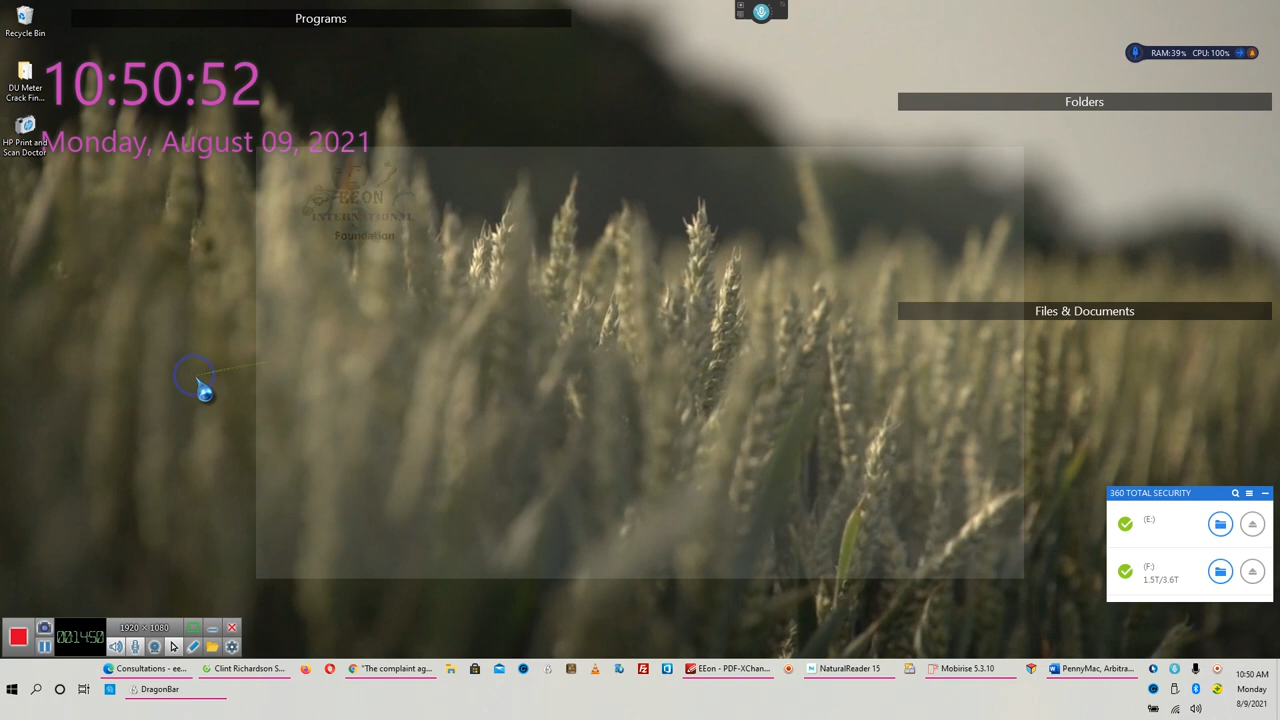 Programs
Recycle Bin
RAM:39% CPU: 100%
10:50:52
DU Meter
Crack Fin...
Folders
HP Print and
Scan Doctor
Monday, August 09, 2021
EEON
INTERNATIONAL
Foundation
Files & Documents
360 TOTAL SECURITY
(E:)
(F:)
1.5T/3.6T
1920 × 1080
001450
Consultations - ee...
Clint Richardson S...
"The complaint ag...
EEon - PDF-XChan...
NaturalReader 15
Mobirise 5.3.10
PennyMac, Arbitra...
DragonBar
10:50 AM
Monday
8/9/2021